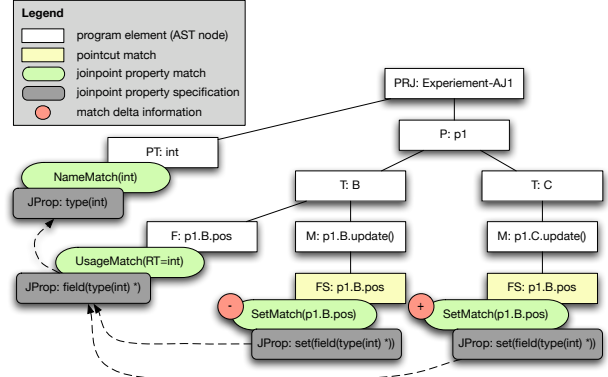 Legend
program element (AST node)
pointcut match
joinpoint property match
joinpoint property specification
match delta information
PRJ: Experiement-AJ1
P: p1
PT: int
NameMatch(int)
JProp: type(int)
T: B
T: C
F: p1.B.pos
M: p1.B.update()
M: p1.C.update()
UsageMatch(RT=int)
JProp: field(type(int) *)
FS: p1.B.pos
FS: p1.B.pos
-
SetMatch(p1.B.pos)
+
SetMatch(p1.B.pos)
JProp: set(field(type(int) *))
JProp: set(field(type(int) *))